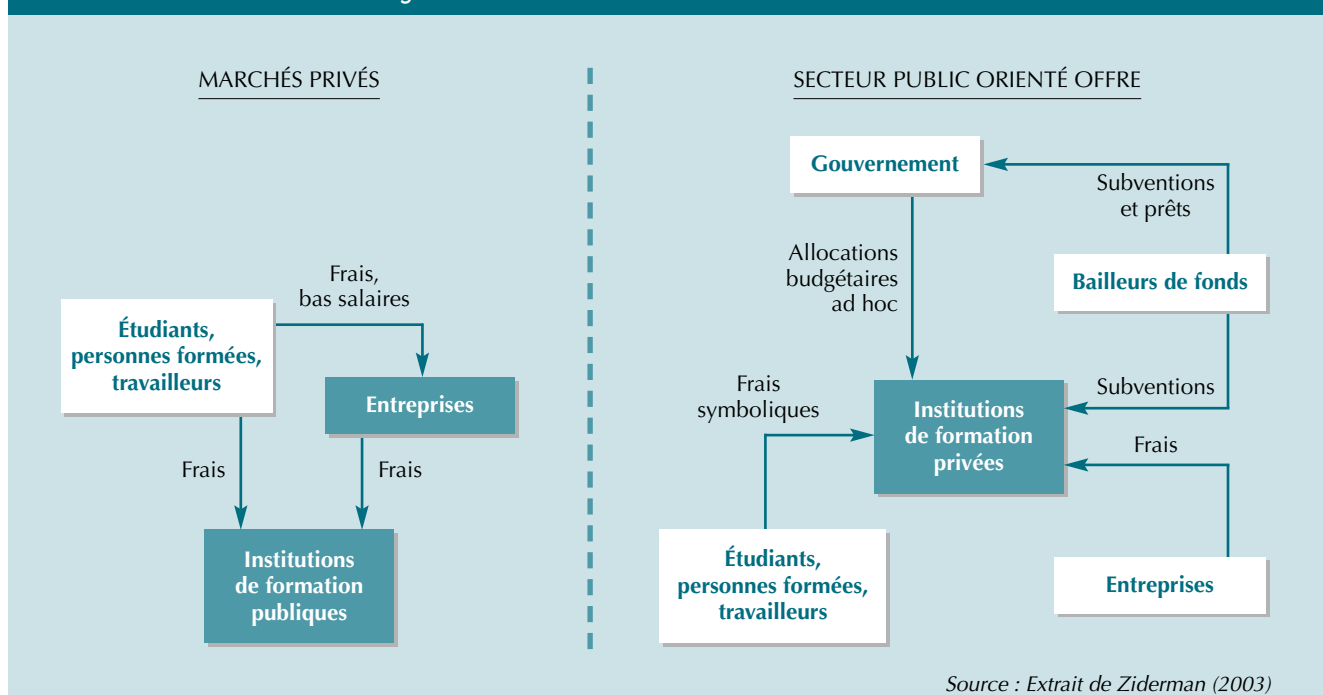 MARCHÉS PRIVÉS
Frais,
bas salaires
Étudiants,
personnes formées,
travailleurs
Entreprises
Frais
Frais
Institutions
de formation
publiques
SECTEUR PUBLIC ORIENTÉ OFFRE
Gouvernement
Subventions
et prêts
Allocations
budgétaires
ad hoc
Bailleurs de fonds
Frais
symboliques
Institutions
de formation
privées
Subventions
Frais
Étudiants,
personnes formées,
travailleurs
Entreprises
Source : Extrait de Ziderman (2003)